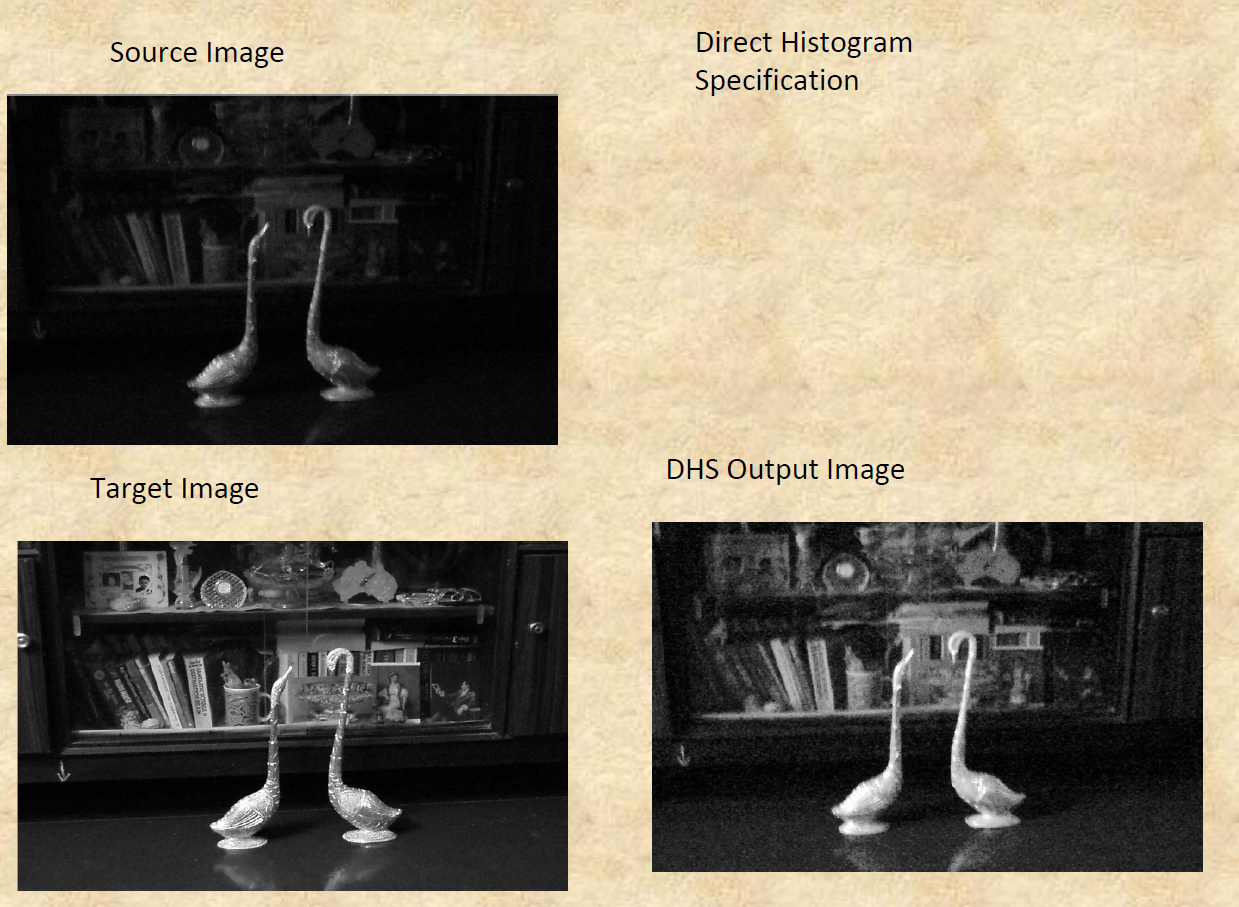 Source Image
Direct Histogram
Specification
Target Image
DHS Output Image